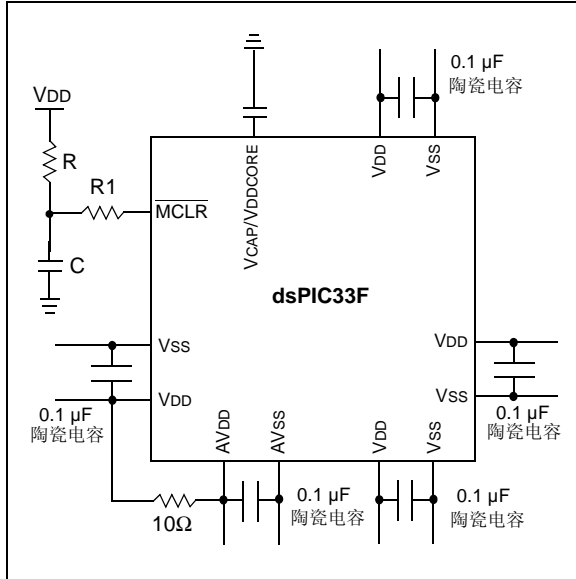 0.1 µF
陶瓷电容
VDD
R
R1
MCLR
VCAP/VDDCORE
VDD
VSS
C
dsPIC33F
VSS
VDD
VDD
VSS
0.1 µF
陶瓷电容
0.1 µF
陶瓷电容
AVDD
AVSS
VDD
VSS
10Ω
0.1 µF
陶瓷电容
0.1 µF
陶瓷电容